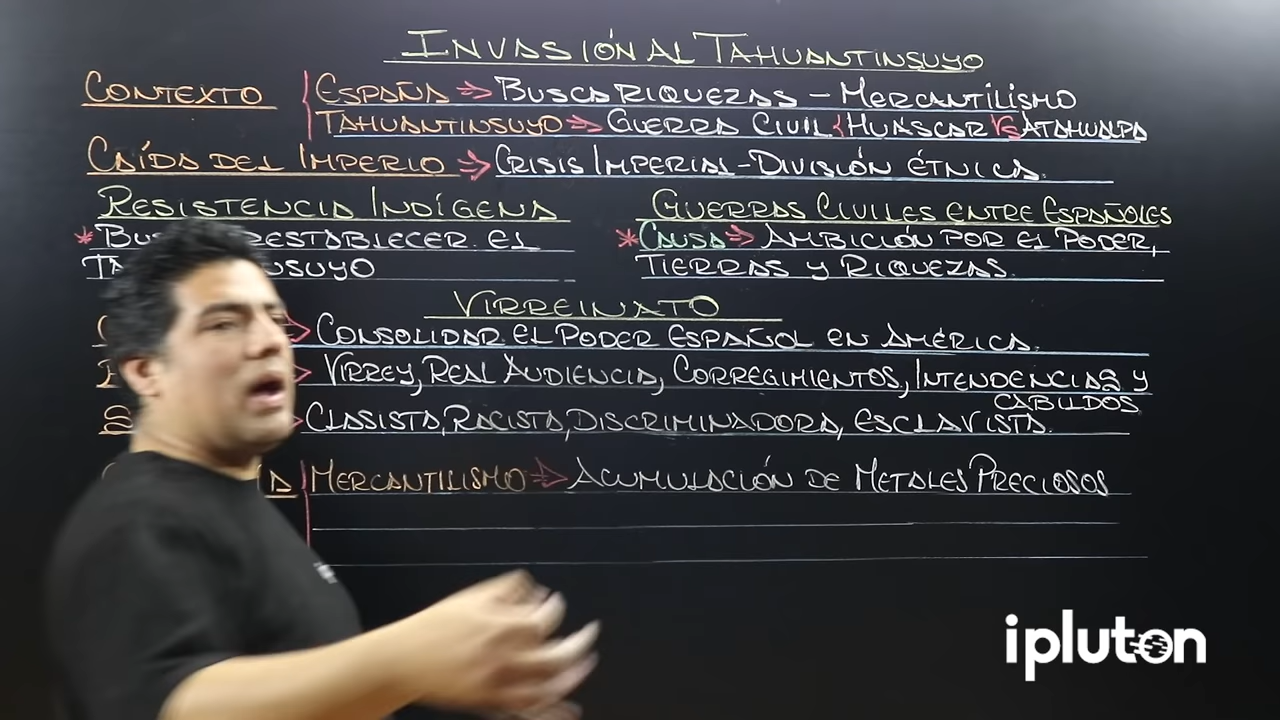 INVASIÓN AL TAHUANTINSUYO
CONTEXTO
ESPAÑA ⇒ BUSCA RIQUEZAS – MERCANTILISMO
TAHUANTINSUYO ⇒ GUERRA CIVIL { HUÁSCAR VS ATAHUALPA
CAÍDA DEL IMPERIO ⇒ CRISIS IMPERIAL – DIVISIÓN ÉTNICA.
RESISTENCIA INDÍGENA
* RESTABLECER EL
GUERRAS CIVILES ENTRE ESPAÑOLES
* CAUSA ⇒ AMBICIÓN POR EL PODER,
TIERRAS Y RIQUEZAS.
VIRREINATO
CONSOLIDAR EL PODER ESPAÑOL EN AMÉRICA.
VIRREY, REAL AUDIENCIA, CORREGIMIENTOS, INTENDENCIAS Y
CABILDOS.
CLASISTA, RACISTA, DISCRIMINADORA, ESCLAVISTA.
MERCANTILISMO ⇒ ACUMULACIÓN DE METALES PRECIOSOS
ipluton